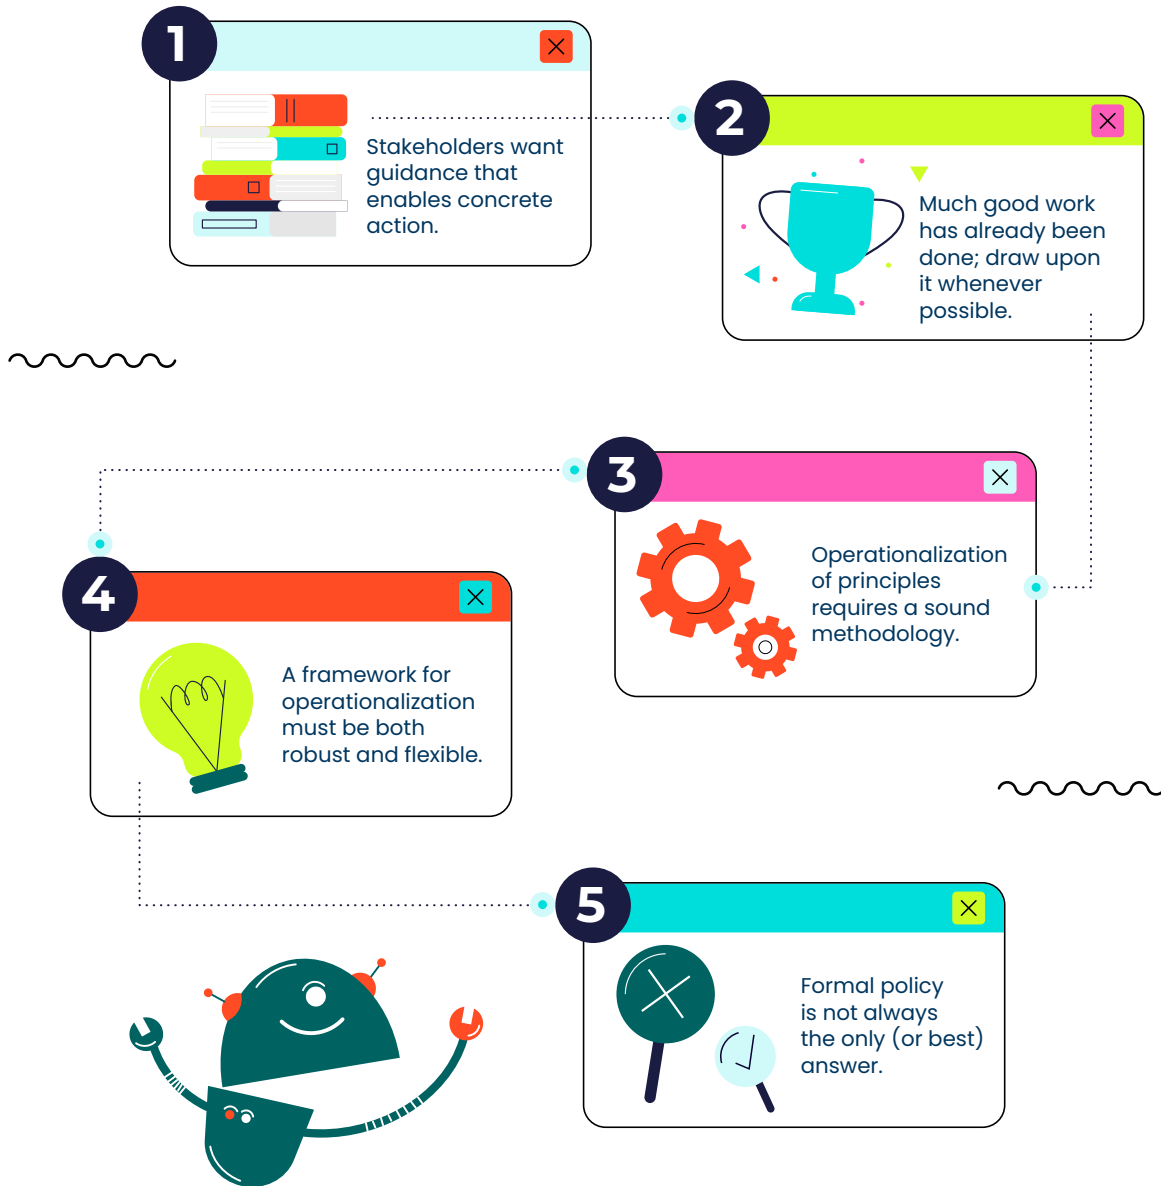 1
Stakeholders want
guidance that
enables concrete
action.
2
Much good work
has already been
done; draw upon
it whenever
possible.
3
Operationalization
of principles
requires a sound
methodology.
4
A framework for
operationalization
must be both
robust and flexible.
5
Formal policy
is not always
the only (or best)
answer.